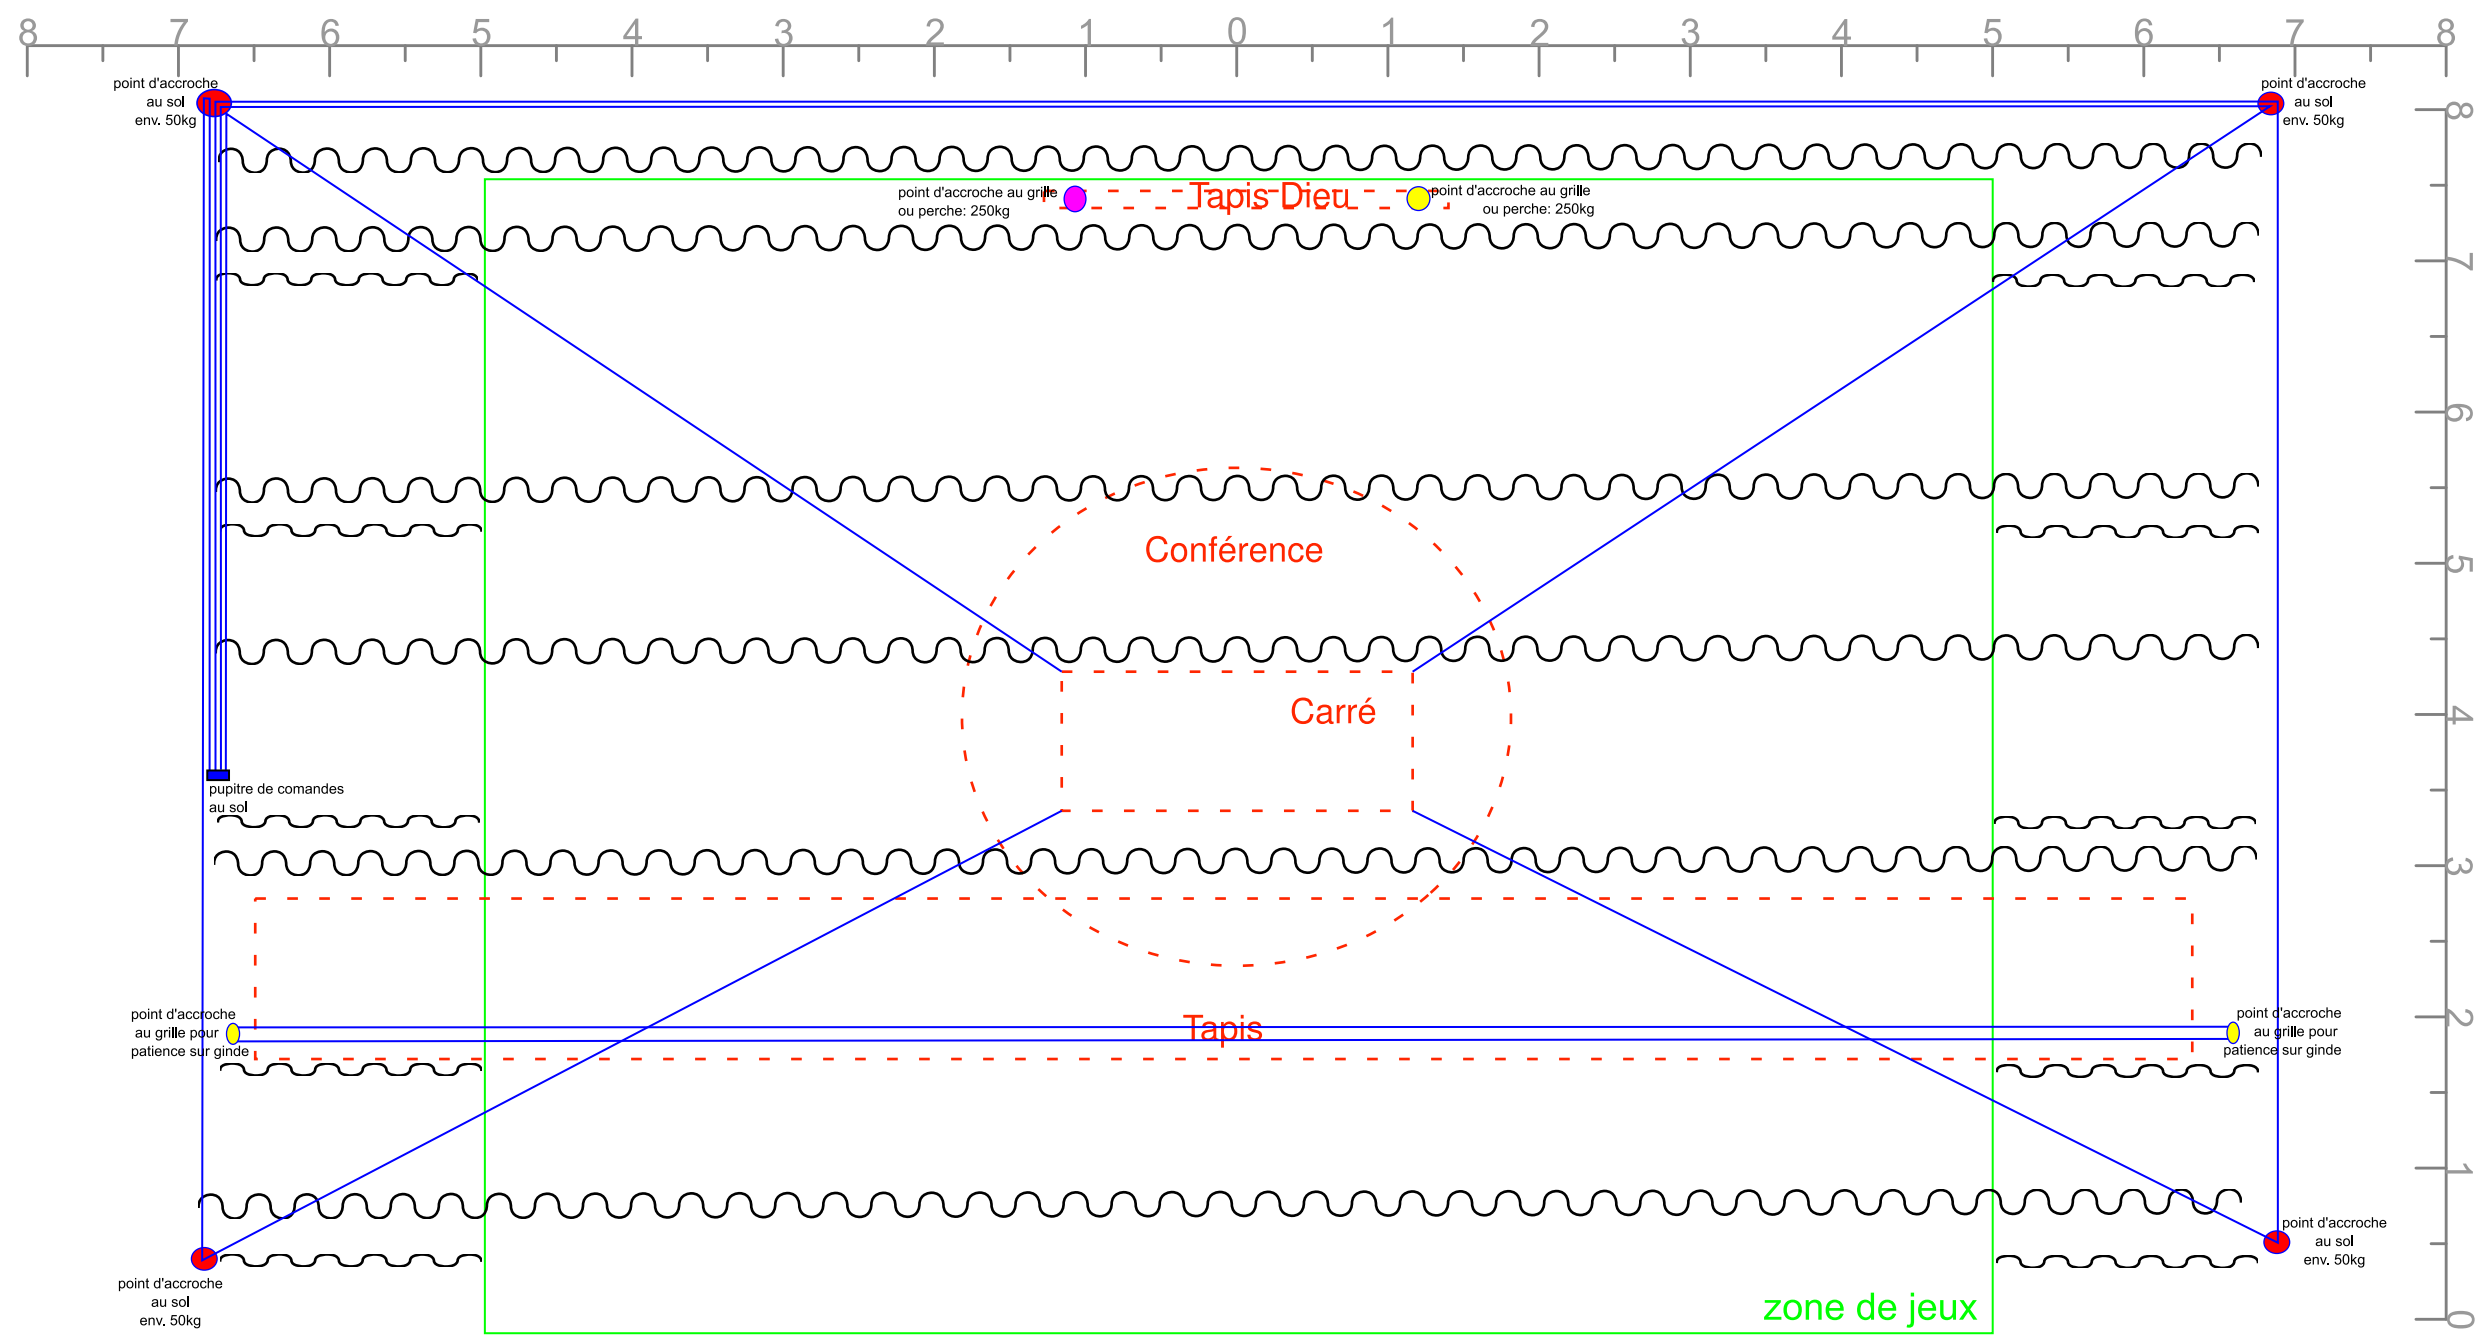 8 7 6 5 4 3 2 1 0 1 2 3 4 5 6 7 8
point d'accroche
au sol
env. 50kg
point d'accroche
au sol
env. 50kg
8
Tapis Dieu
point d'accroche au grille
ou perche: 250kg
point d'accroche au grille
ou perche: 250kg
7
6
Conférence
5
Carré
4
pupitre de comandes
au sol
3
point d'accroche
au grille pour
patience sur ginde
Tapis
point d'accroche
au grille pour
patience sur ginde
2
1
point d'accroche
au sol
env. 50kg
point d'accroche
au sol
env. 50kg
zone de jeux
0